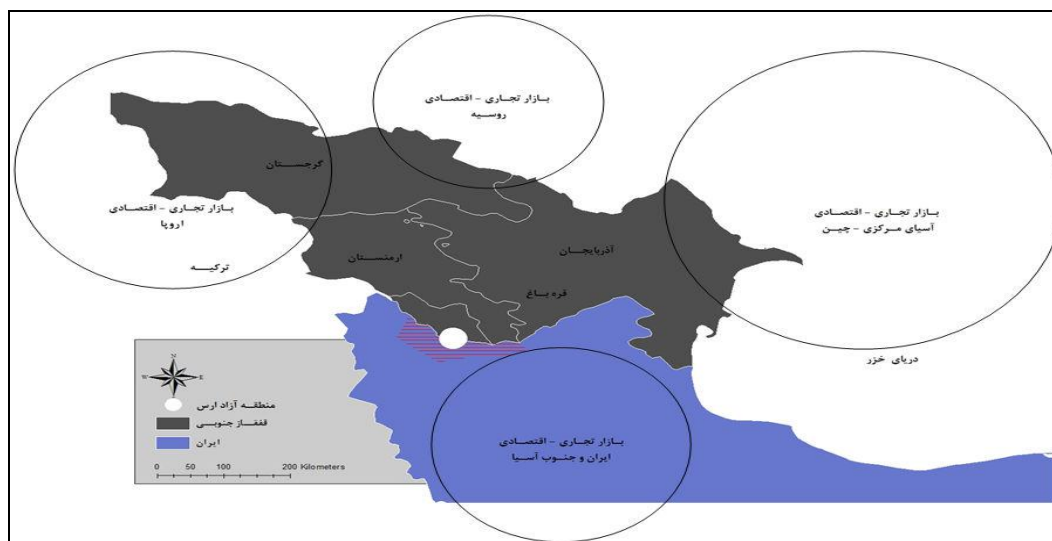 بازار تجاری - اقتصادی
روسیه
گرجستان
بازار تجاری - اقتصادی
اروپا
بازار تجاری - اقتصادی
آسیای مرکزی - چین
آذربایجان
ارمنستان
ترکیه
قره باغ
دریای خزر
N
W
E
S
منطقه آزاد ارس
قفقاز جنوبی
ایران
0 50 100 200 Kilometers
بازار تجاری - اقتصادی
ایران و جنوب آسیا